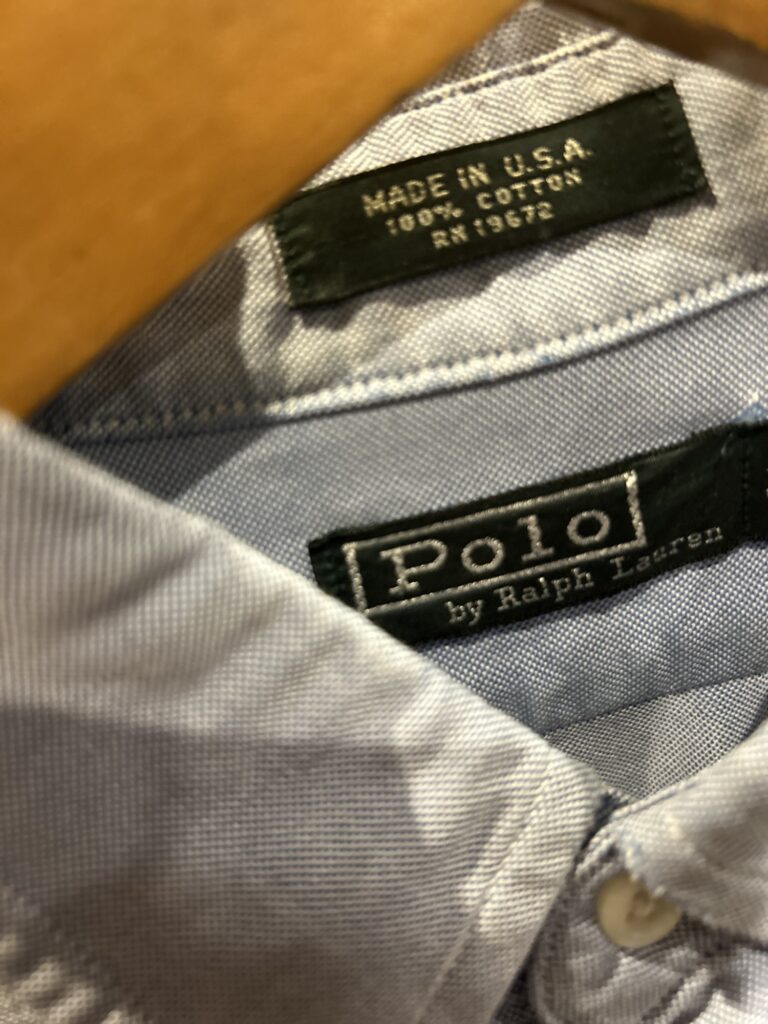 MADE IN U.S.A.
100% COTTON
RN 19672
Polo
by Ralph Lauren